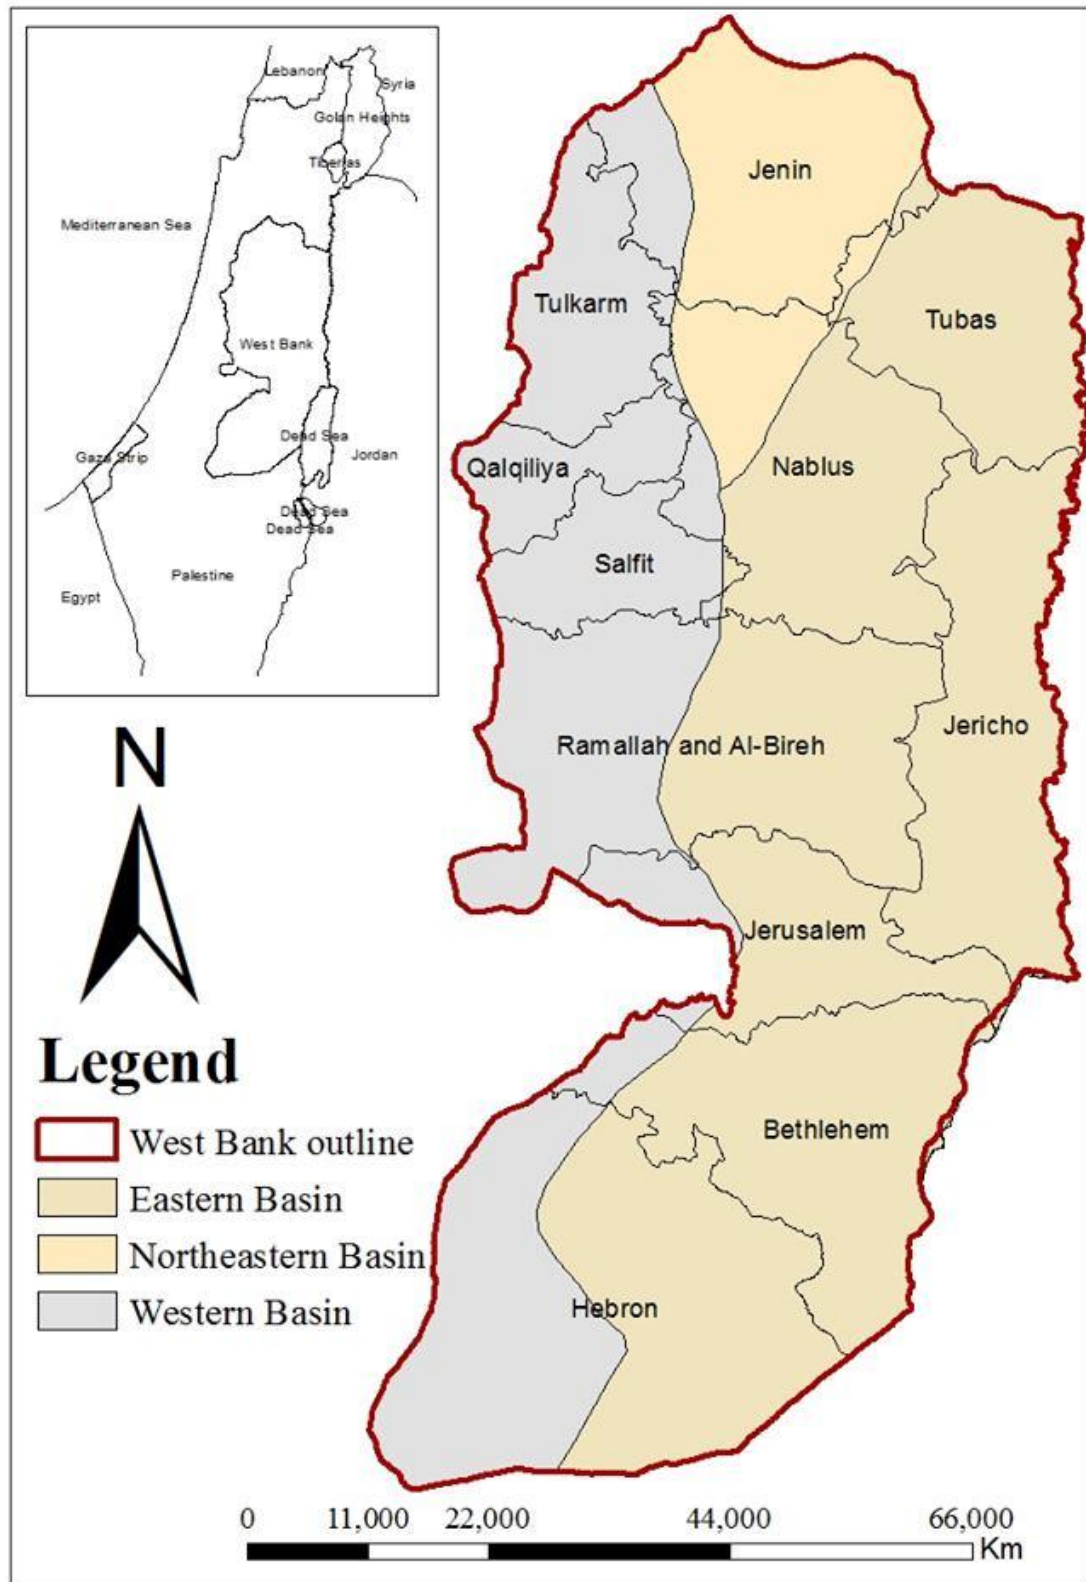 Lebanon
Syria
Golan Heights
Tiberias
Mediterranean Sea
West Bank
Dead Sea
Gaza Strip
Jordan
Dead Sea
Dead Sea
Palestine
Egypt
Jenin
Tulkarm
Tubas
Qalqiliya
Nablus
Salfit
Ramallah and Al-Bireh
Jericho
Jerusalem
Bethlehem
Hebron
N
Legend
West Bank outline
Eastern Basin
Northeastern Basin
Western Basin
0 11,000 22,000 44,000 66,000
Km